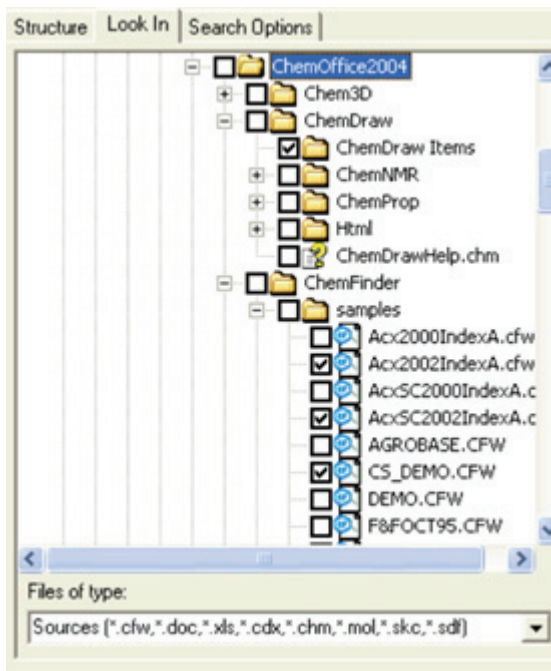 Structure Look In Search Options
ChemOffice2004
Chem3D
ChemDraw
ChemDraw Items
ChemNMR
ChemProp
Html
ChemDrawHelp.chm
ChemFinder
samples
Acx2000IndexA.cfw
Acx2002IndexA.cfw
AcxSC2000IndexA.c
AcxSC2002IndexA.c
AGROBASE.CFW
CS_DEMO.CFW
DEMO.CFW
F&FOCT95.CFW
Files of type:
Sources (*.cfw,*.doc,*.xls,*.cdx,*.chm,*.mol,*.skc,*.sdf)